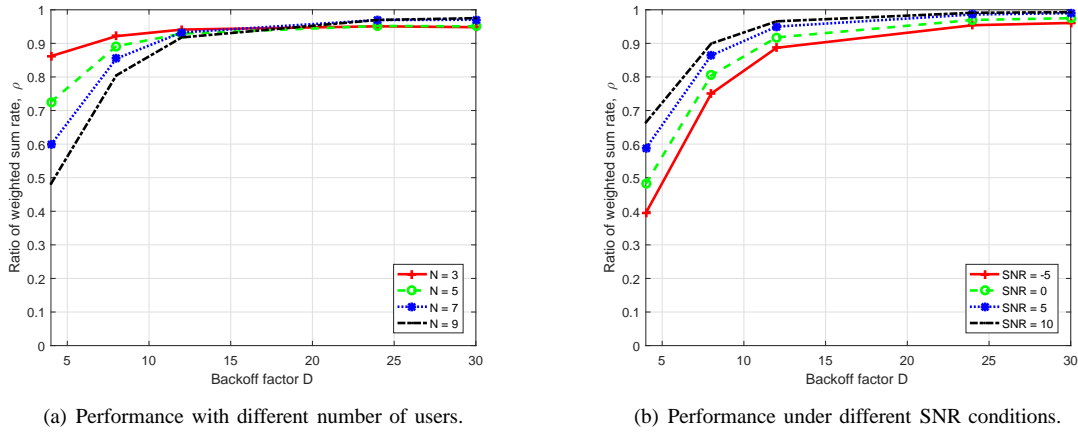 Ratio of weighted sum rate, ρ
1
0.9
0.8
0.7
0.6
0.5
0.4
0.3
0.2
0.1
0
5
10
15
20
25
30
Backoff factor D
N = 3
N = 5
N = 7
N = 9
(a) Performance with different number of users.
Ratio of weighted sum rate, ρ
1
0.9
0.8
0.7
0.6
0.5
0.4
0.3
0.2
0.1
0
5
10
15
20
25
30
Backoff factor D
SNR = -5
SNR = 0
SNR = 5
SNR = 10
(b) Performance under different SNR conditions.